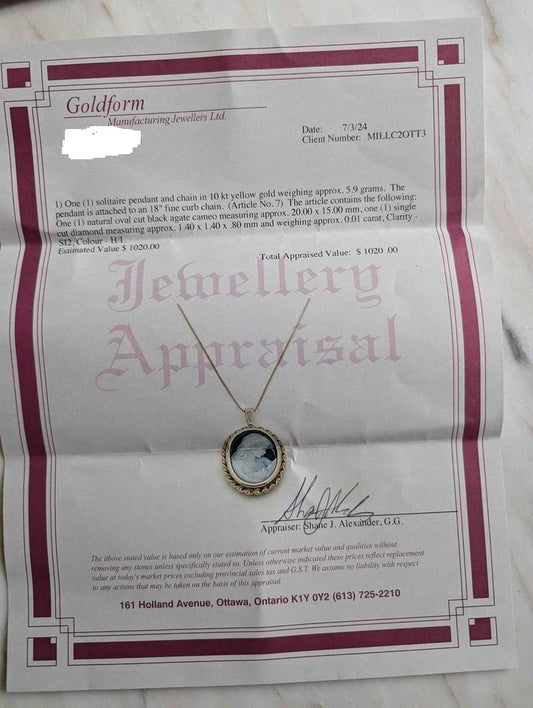 Goldform
Manufacturing Jewellers Ltd.
Date: 7/3/24
Client Number: MILLC2OTT3
1) One (1) solitaire pendant and chain in 10 kt yellow gold weighing approx. 5.9 grams. The
pendant is attached to an 18" fine curb chain. (Article No. 7) The article contains the following:
One (1) natural oval cut black agate cameo measuring approx. 20.00 x 15.00 mm, one (1) single
cut diamond measuring approx. 1.40 x 1.40 x .80 mm and weighing approx. 0.01 carat, Clarity -
SI2, Colour - H/I.
Estimated Value $ 1020.00
Total Appraised Value: $ 1020 .00
Jewellery
Appraisal
Appraiser: Shane J. Alexander, G.G.
The above stated value is based only on our estimation of current market value and qualities without
removing any stones unless specifically stated so. Unless otherwise indicated these prices reflect replacement
value at today's market prices excluding provincial sales tax and G.S.T. We assume no liability with respect
to any actions that may be taken on the basis of this appraisal.
161 Holland Avenue, Ottawa, Ontario K1Y 0Y2 (613) 725-2210